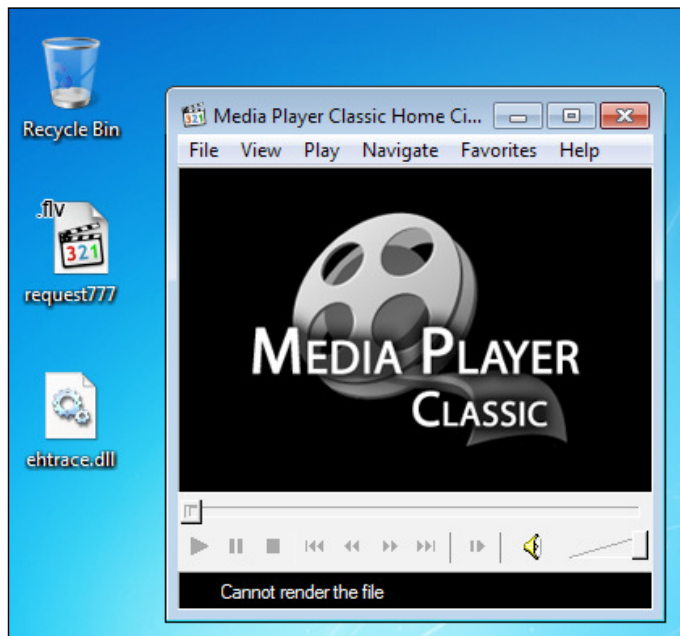 Recycle Bin
.flv
321
request777
ehtrace.dll
Media Player Classic Home Ci...
File View Play Navigate Favorites Help
MEDIA PLAYER
CLASSIC
Cannot render the file